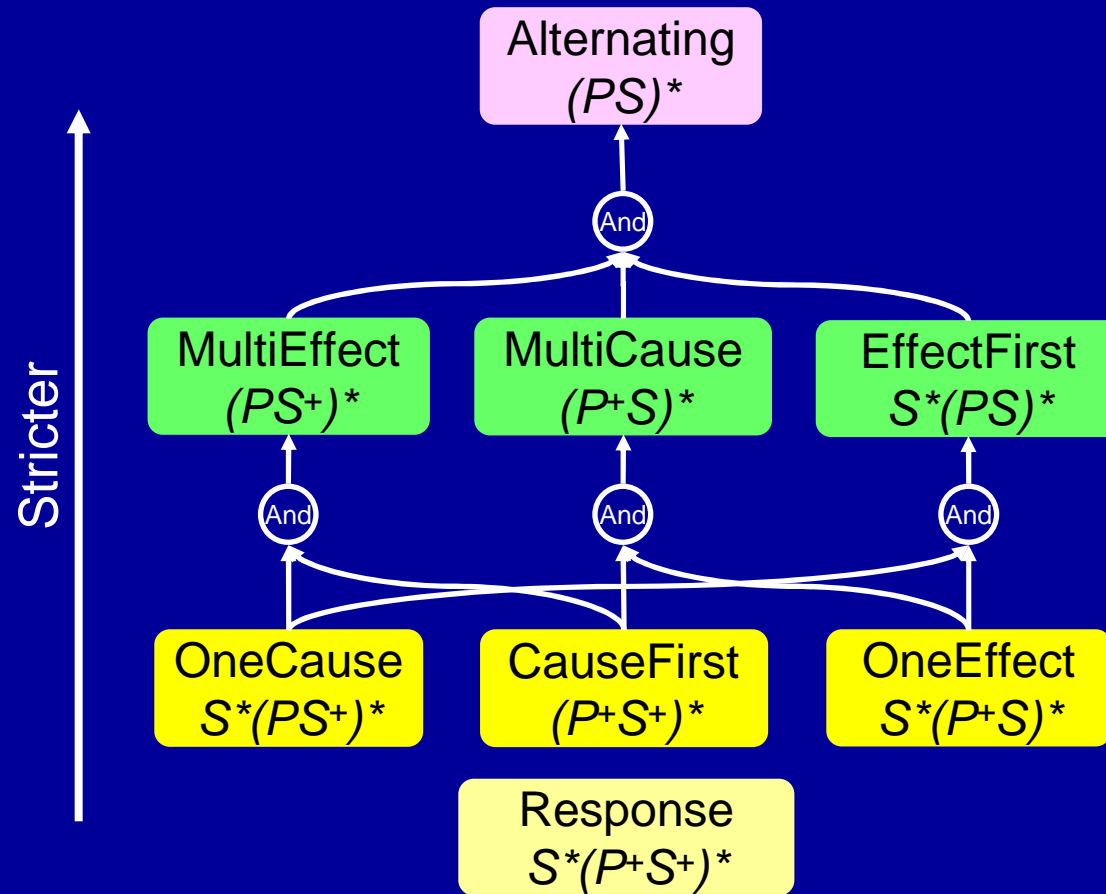 Alternating
(PS)*
And
MultiEffect
(PS+)*
MultiCause
(P+S)*
EffectFirst
S*(PS)*
Stricter
And
And
And
OneCause
S*(PS+)*
CauseFirst
(P+S+)*
OneEffect
S*(P+S)*
Response
S*(P+S+)*